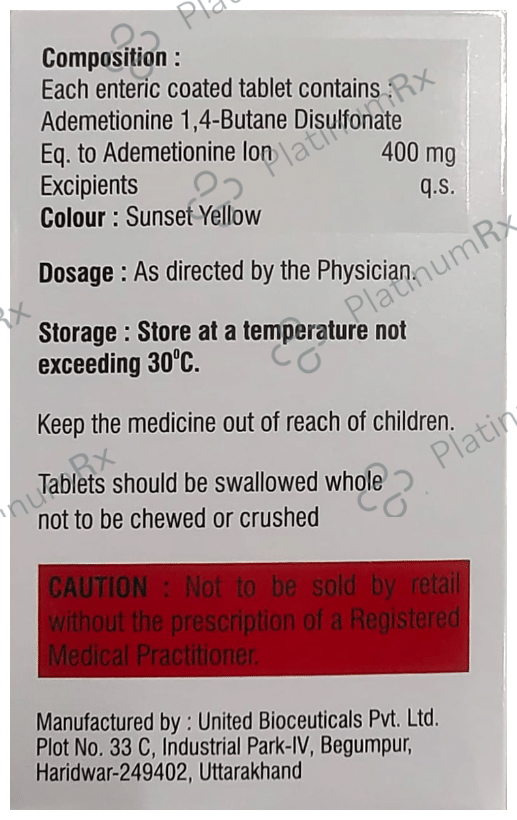 Composition :
Each enteric coated tablet contains :
Ademetionine 1,4-Butane Disulfonate
Eq. to Ademetionine Ion 400 mg
Excipients q.s.
Colour : Sunset Yellow
Dosage : As directed by the Physician.
Storage : Store at a temperature not
exceeding 30⁰C.
Keep the medicine out of reach of children.
Tablets should be swallowed whole
not to be chewed or crushed
CAUTION : Not to be sold by retail
without the prescription of a Registered
Medical Practitioner.
Manufactured by : United Bioceuticals Pvt. Ltd.
Plot No. 33 C, Industrial Park-IV, Begumpur,
Haridwar-249402, Uttarakhand
PlatinumRx
PlatinumRx